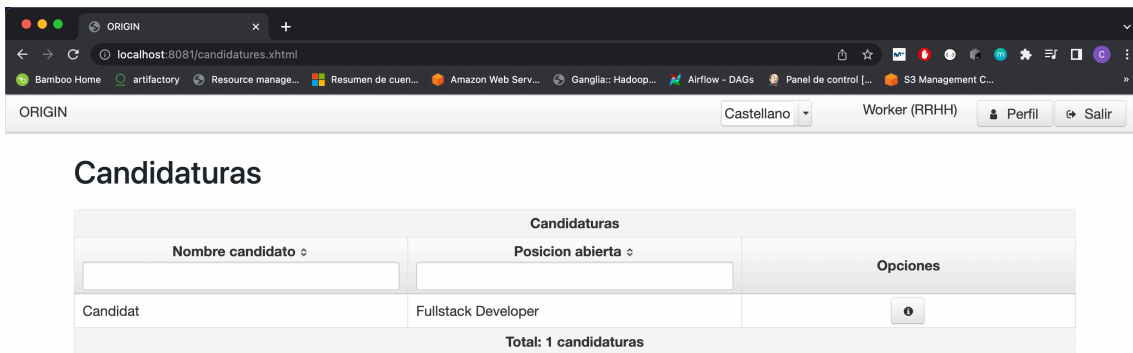 ORIGIN
localhost:8081/candidatures.xhtml
Bamboo Home artifactory Resource manage... Resumen de cuen... Amazon Web Serv... Ganglia:: Hadoop... Airflow - DAGs Panel de control [... S3 Management C... »
ORIGIN Castellano Worker (RRHH) Perfil Salir
Candidaturas
Candidaturas
Nombre candidato Posicion abierta Opciones
Candidat Fullstack Developer
Total: 1 candidaturas